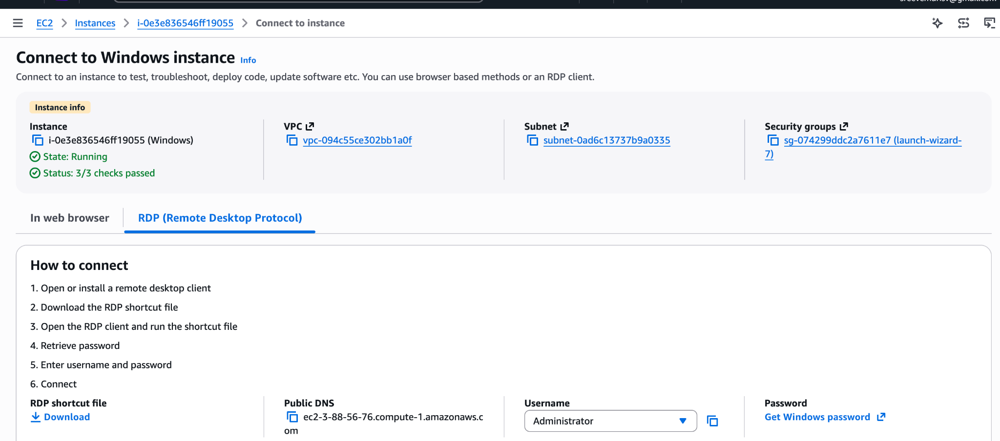 EC2 > Instances > i-0e3e836546ff19055 > Connect to instance
Connect to Windows instance Info
Connect to an instance to test, troubleshoot, deploy code, update software etc. You can use browser based methods or an RDP client.
Instance info
Instance
i-0e3e836546ff19055 (Windows)
State: Running
Status: 3/3 checks passed
VPC
vpc-094c55ce302bb1a0f
Subnet
subnet-0ad6c13737b9a0335
Security groups
sg-074299ddc2a7611e7 (launch-wizard-
7)
In web browser
RDP (Remote Desktop Protocol)
How to connect
1. Open or install a remote desktop client
2. Download the RDP shortcut file
3. Open the RDP client and run the shortcut file
4. Retrieve password
5. Enter username and password
6. Connect
RDP shortcut file
Download
Public DNS
ec2-3-88-56-76.compute-1.amazonaws.c
om
Username
Administrator
Password
Get Windows password